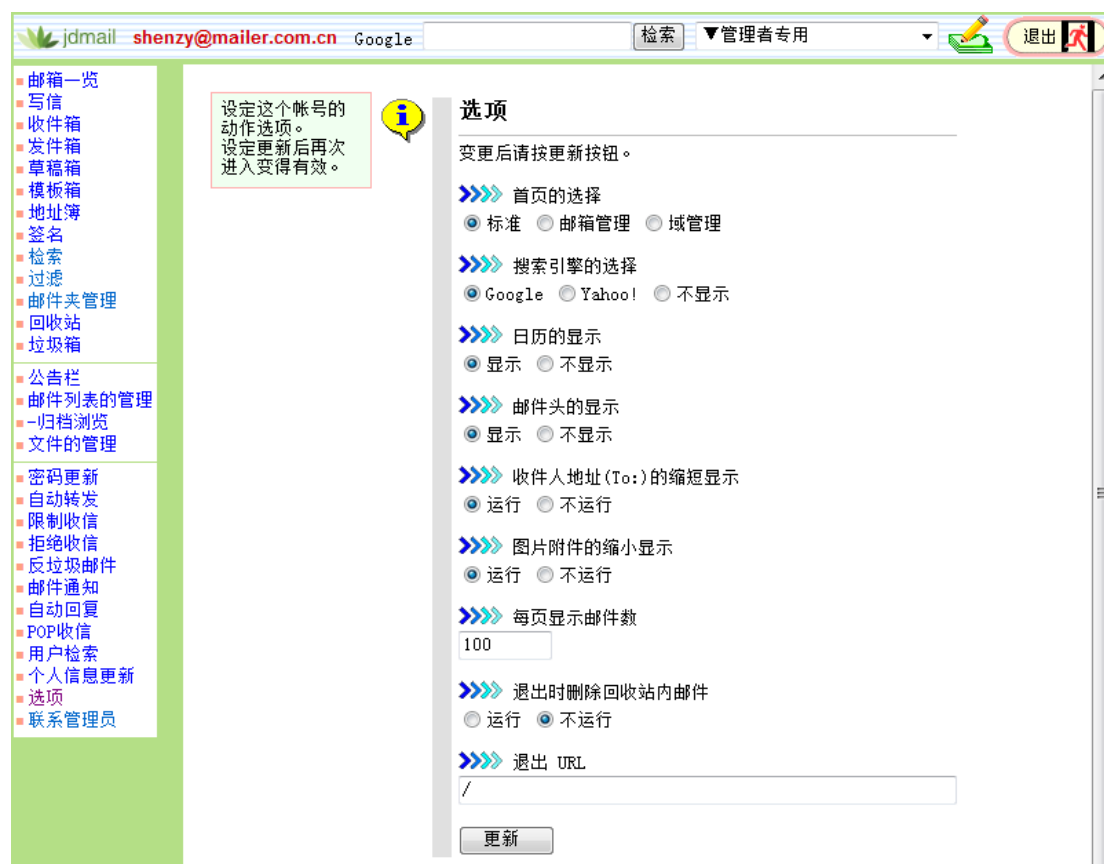 jdmail shenzy@mailer.com.cn Google 检索 ▼管理者专用 退出
邮箱一览
写信
收件箱
发件箱
草稿箱
模板箱
地址簿
签名
检索
过滤
邮件夹管理
回收站
垃圾箱
公告栏
邮件列表的管理
-归档浏览
文件的管理
密码更新
自动转发
限制收信
拒绝收信
反垃圾邮件
邮件通知
自动回复
POP收信
用户检索
个人信息更新
选项
联系管理员
设定这个帐号的
动作选项。
设定更新后再次
进入变得有效。
选项
变更后请按更新按钮。
首页的选择
标准 邮箱管理 域管理
搜索引擎的选择
Google Yahoo! 不显示
日历的显示
显示 不显示
邮件头的显示
显示 不显示
收件人地址(To:)的缩短显示
运行 不运行
图片附件的缩小显示
运行 不运行
每页显示邮件数
100
退出时删除回收站内邮件
运行 不运行
退出 URL
/
更新